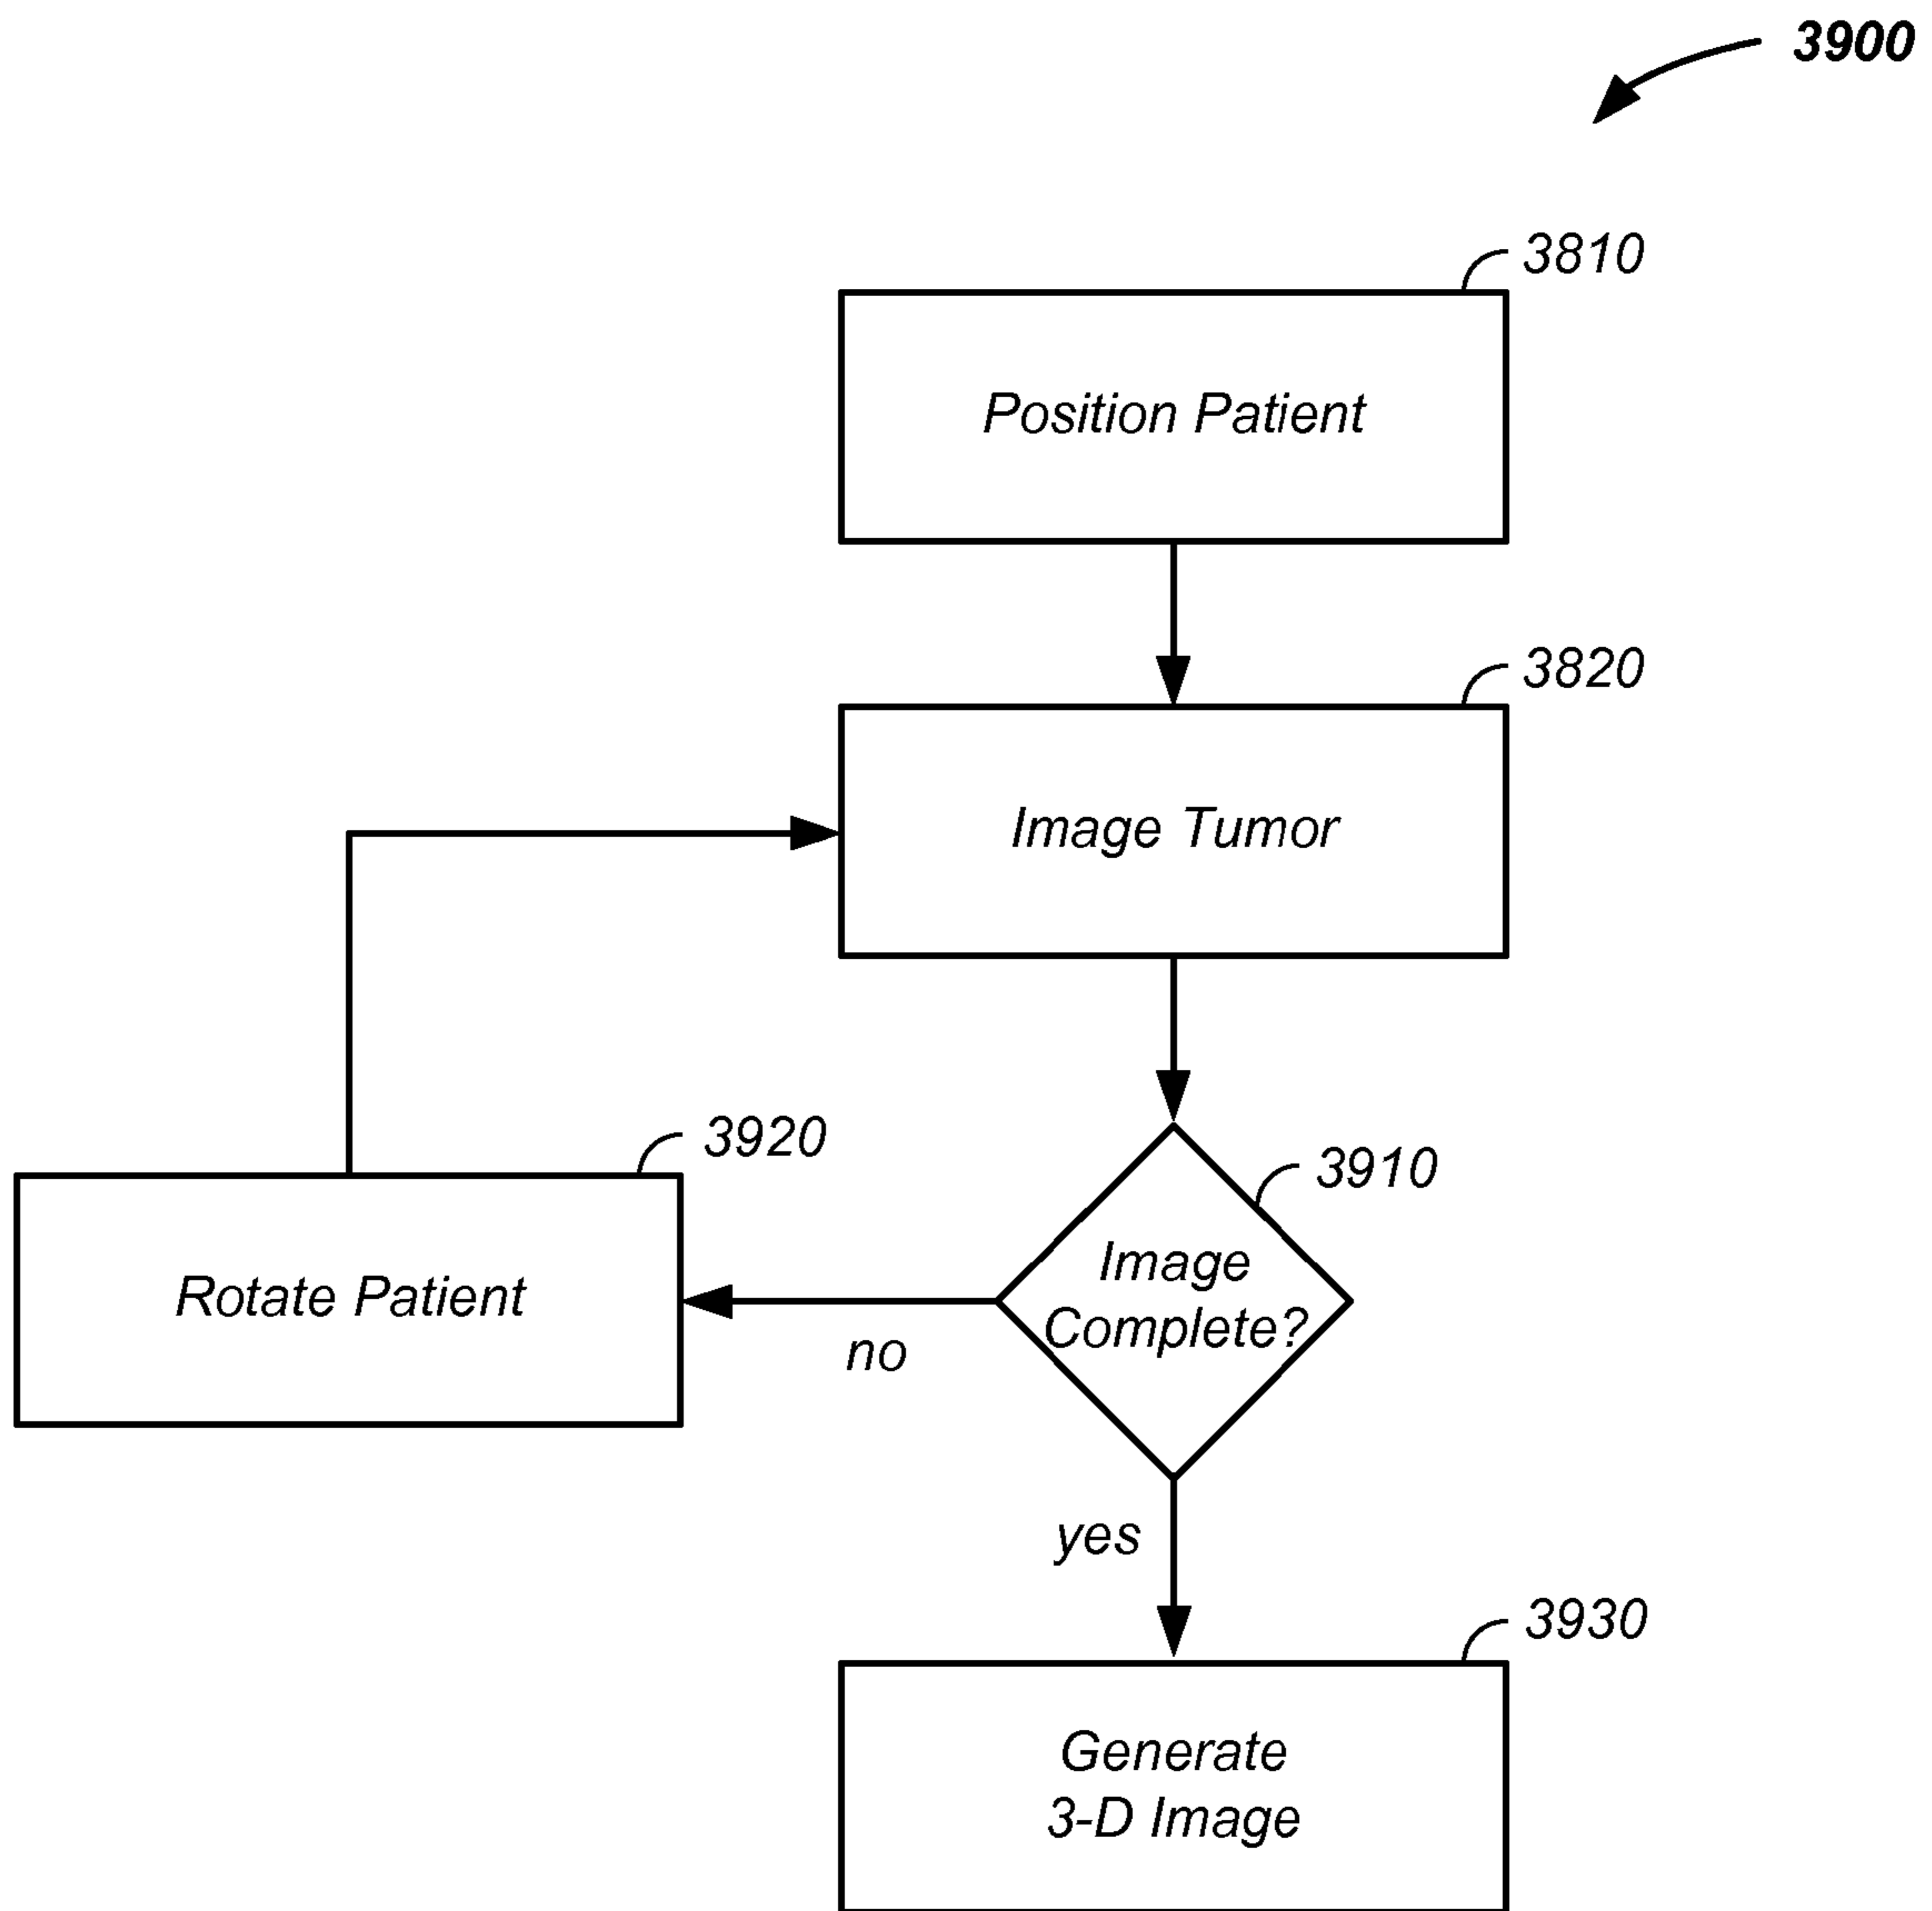 3900
3810
Position Patient
3820
Image Tumor
3920
3910
Rotate Patient
Image
Complete?
no
yes
3930
Generate
3-D Image